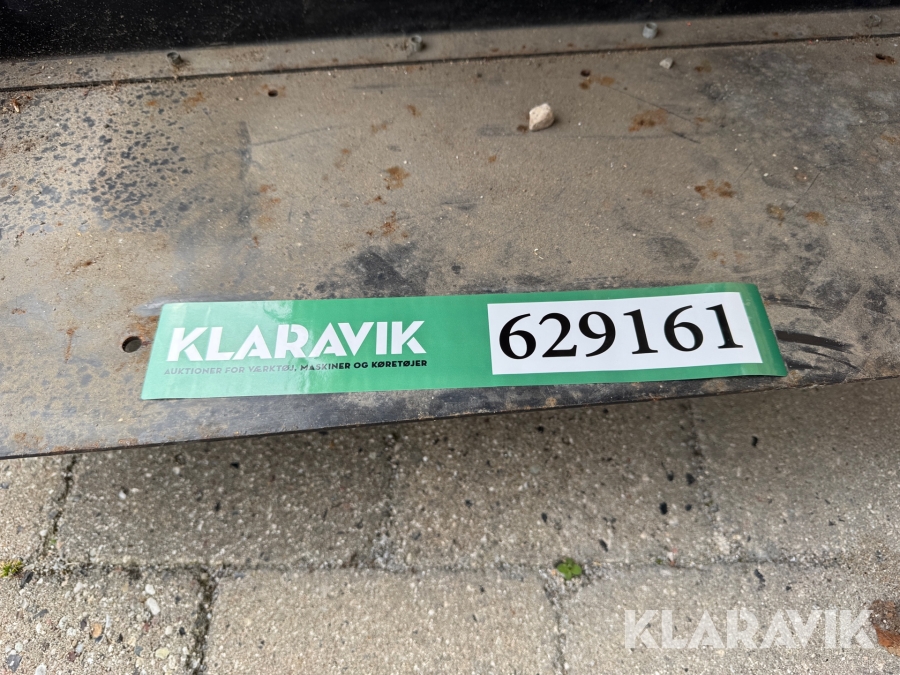 KLARAVIK
AUKTIONER FOR VÆRKTØJ, MASKINER OG KØRETØJER
629161
KLARAVIK